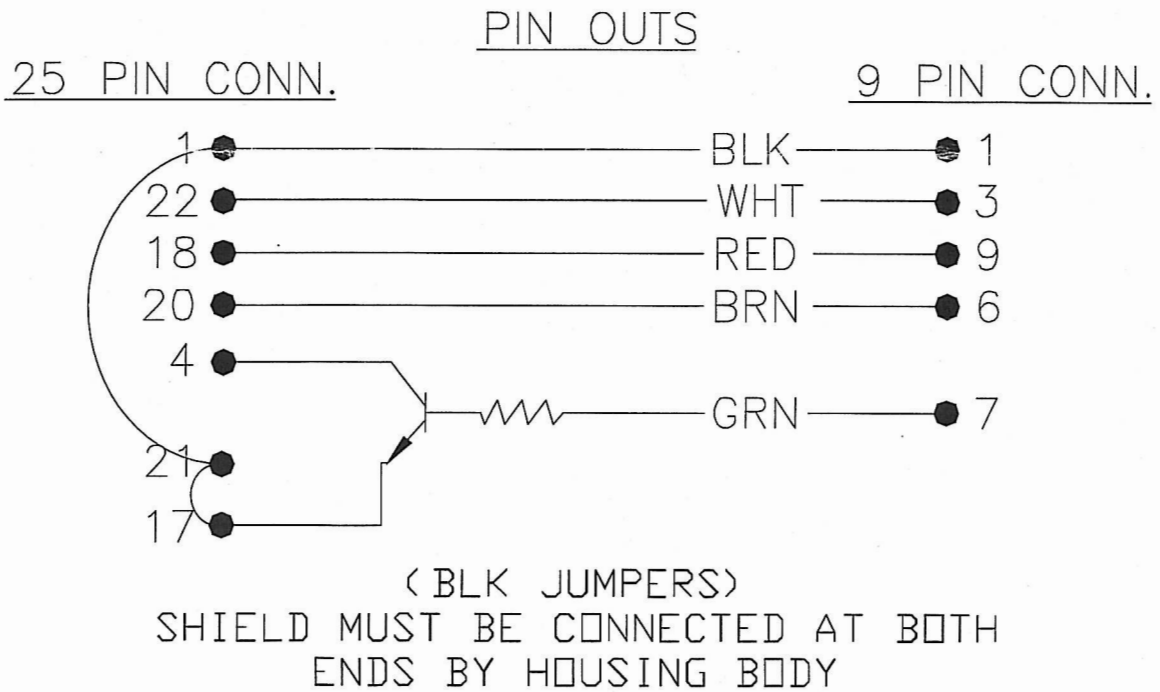 PIN OUTS
25 PIN CONN. 9 PIN CONN.
1 BLK 1
22 WHT 3
18 RED 9
20 BRN 6
4
GRN 7
21
17
(BLK JUMPERS)
SHIELD MUST BE CONNECTED AT BOTH
ENDS BY HOUSING BODY